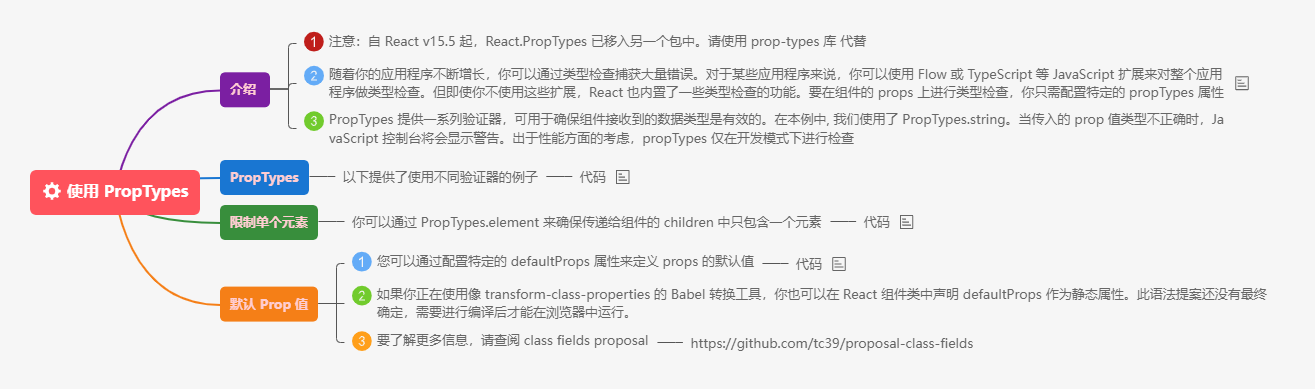 使用 PropTypes
介绍
1 注意：自 React v15.5 起，React.PropTypes 已移入另一个包中。请使用 prop-types 库 代替
2 随着你的应用程序不断增长，你可以通过类型检查捕获大量错误。对于某些应用程序来说，你可以使用 Flow 或 TypeScript 等 JavaScript 扩展来对整个应用
程序做类型检查。但即使你不使用这些扩展，React 也内置了一些类型检查的功能。要在组件的 props 上进行类型检查，你只需配置特定的 propTypes 属性
3 PropTypes 提供一系列验证器，可用于确保组件接收到的数据类型是有效的。在本例中, 我们使用了 PropTypes.string。当传入的 prop 值类型不正确时，Ja
vaScript 控制台将会显示警告。出于性能方面的考虑，propTypes 仅在开发模式下进行检查
PropTypes
以下提供了使用不同验证器的例子
代码
限制单个元素
你可以通过 PropTypes.element 来确保传递给组件的 children 中只包含一个元素
代码
默认 Prop 值
1 您可以通过配置特定的 defaultProps 属性来定义 props 的默认值
代码
2 如果你正在使用像 transform-class-properties 的 Babel 转换工具，你也可以在 React 组件类中声明 defaultProps 作为静态属性。此语法提案还没有最终
确定，需要进行编译后才能在浏览器中运行。
3 要了解更多信息，请查阅 class fields proposal
https://github.com/tc39/proposal-class-fields